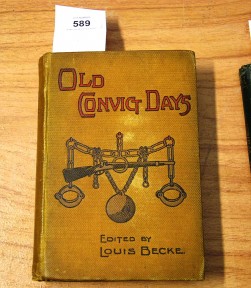 589
OLD
CONVICT DAYS
EDITED BY
LOUIS BECKE.